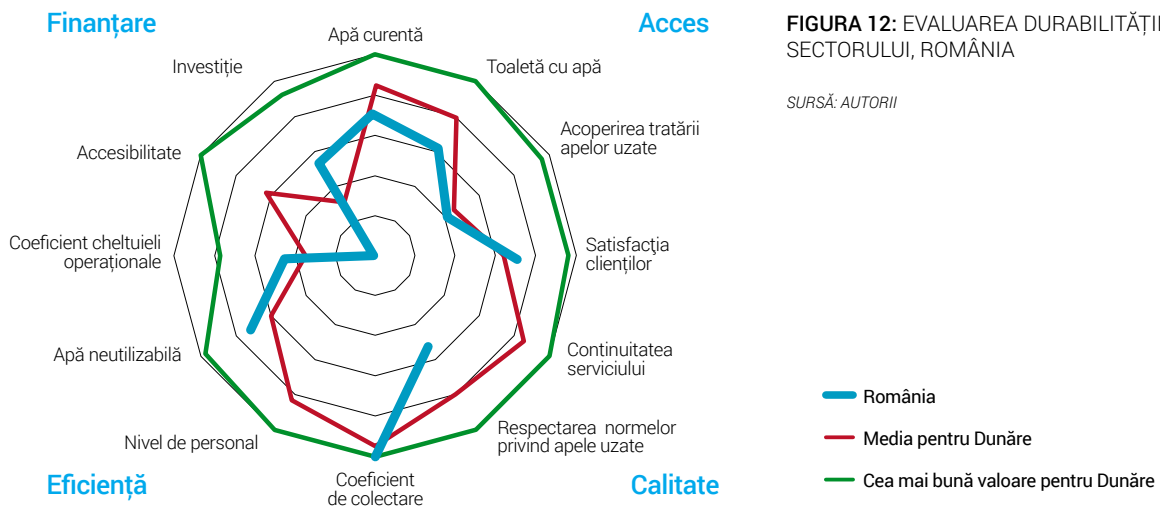 Finanțare
Acces
FIGURA 12: EVALUAREA DURABILITĂȚII
SECTORULUI, ROMÂNIA
SURSĂ: AUTORII
Apă curentă
Toaletă cu apă
Acoperirea tratării
apelor uzate
Satisfacţia
clienților
Continuitatea
serviciului
Respectarea normelor
privind apele uzate
Coeficient
de colectare
Nivel de personal
Apă neutilizabilă
Coeficient cheltuieli
operaționale
Accesibilitate
Investiție
Eficiență
Calitate
România
Media pentru Dunăre
Cea mai bună valoare pentru Dunăre